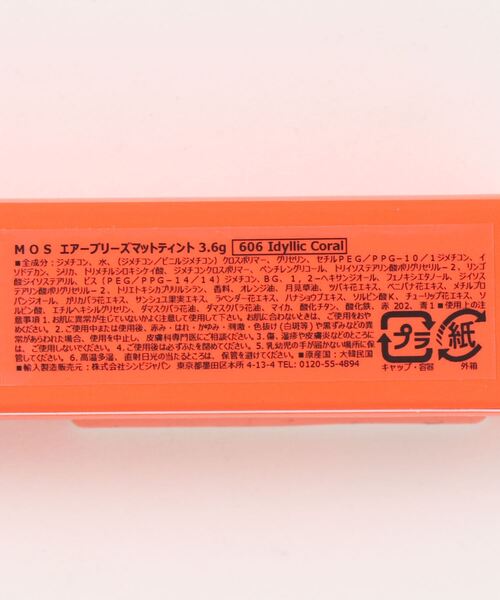 MOS エアーブリーズマットティント 3.6g 606 Idyllic Coral
■全成分：ジメチコン、水、（ジメチコン/ビニルジメチコン）クロスポリマー、グリセリン、セチルPEG/PPG-10/1ジメチコン、イ
ソドデカン、シリカ、トリメチルシロキシケイ酸、ジメチコンクロスポリマー、ペンチレングリコール、トリイソステアリン酸ポリグリセリル-2、リンゴ
酸ジイソステアリル、ビス（PEG/PPG-14/14）ジメチコン、BG、1，2-ヘキサンジオール、フェノキシエタノール、ジイソス
テアリン酸ポリグリセリル-2、トリエトキシカプリリルシラン、香料、オレンジ油、月見草油、ツバキ花エキス、ベニバナ花エキス、メチルプロ
パンジオール、カリカパパラ花エキス、サンシュユ果実エキス、ラベンダー花エキス、ハナショウブエキス、ソルビン酸K、チューリップ花エキス、ソ
ルビン酸、エチルヘキシルグリセリン、ダマスクバラ花油、マイカ、酸化チタン、酸化鉄、赤202、青1■使用上の注
意事項 1.お肌に異常が生じていないかよく注意して使用してください。お肌に合わないときは、ご使用をおや
めください。2.ご使用中または使用後、赤み・はれ・かゆみ・刺激・色抜け(白斑等)や黒ずみなどの異
常があらわれた場合、使用を中止し、皮膚科専門医にご相談ください。3.傷、湿疹や皮膚炎などのところに
は、ご使用しないでください。4.ご使用後は必ずふたを閉めてください。5.乳幼児の手が届かない場所に保
管してください。6.高温多湿、直射日光の当たるところは、保管を避けてください。■原産国：大韓民国
■輸入製造販売元：株式会社シンビジャパン 東京都墨田区本所 4-13-4 TEL: 0120-55-4894
プラ
キャップ・容器
紙
外箱